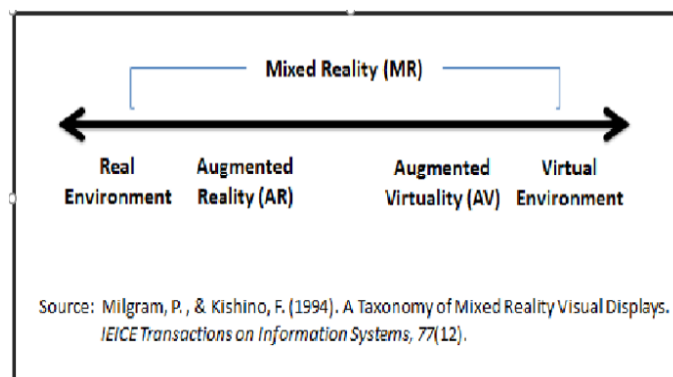 Mixed Reality (MR)
Real Augmented Augmented Virtual
Environment Reality (AR) Virtuality (AV) Environment
Source: Milgram, P. , & Kishino, F. (1994). A Taxonomy of Mixed Reality Visual Displays.
IEICE Transactions on Information Systems, 77(12).